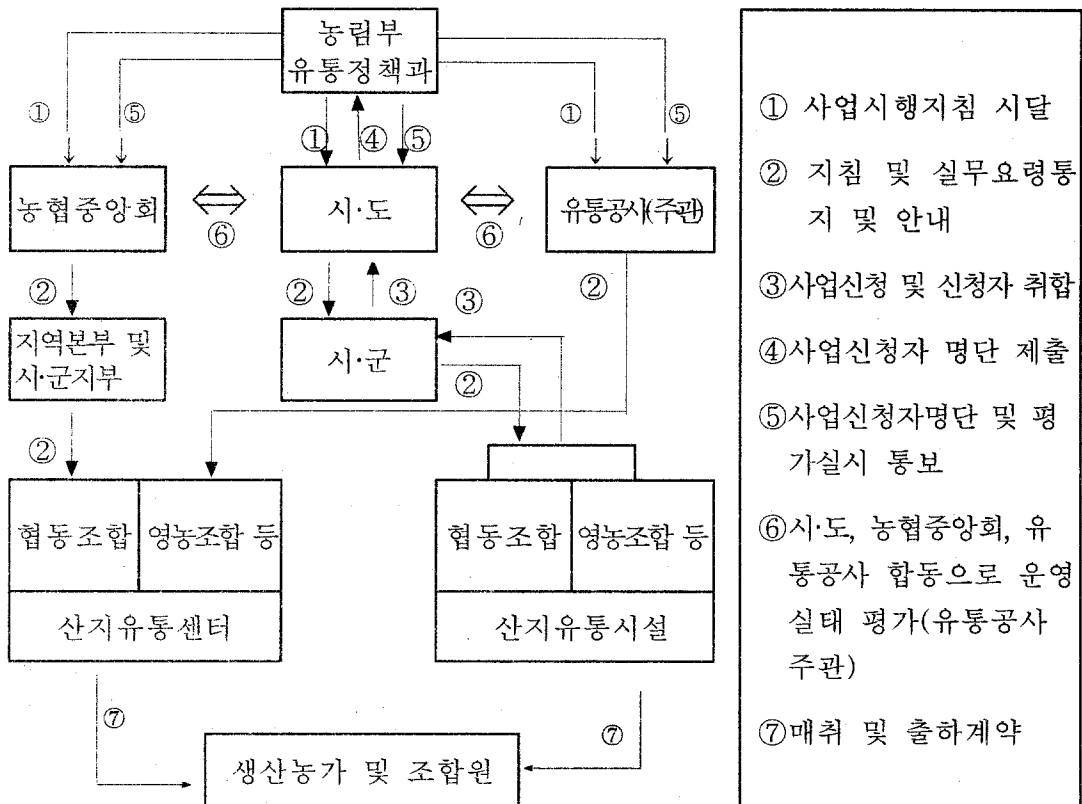 농림부
유통정책과
① ⑤ ① ④ ⑤ ① ⑤
농협중앙회 시·도 유통공사(주관)
⑥ ⑥
② ② ③ ②
지역본부 및
시·군지부
시·군
③
②
②
협동조합 영농조합 등
산지유통센터
협동조합 영농조합 등
산지유통시설
⑦ ⑦
생산농가 및 조합원
① 사업시행지침 시달
② 지침 및 실무요령통
지 및 안내
③사업신청 및 신청자 취합
④사업신청자 명단 제출
⑤사업신청자명단 및 평
가실시 통보
⑥시·도, 농협중앙회, 유
통공사 합동으로 운영
실태 평가(유통공사
주관)
⑦매취 및 출하계약